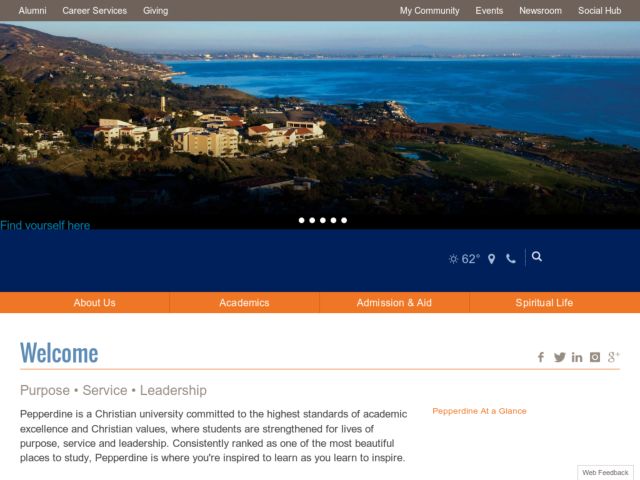 Alumni Career Services Giving My Community Events Newsroom Social Hub
Find yourself here
62°
About Us Academics Admission & Aid Spiritual Life
Welcome
Purpose • Service • Leadership
Pepperdine is a Christian university committed to the highest standards of academic
excellence and Christian values, where students are strengthened for lives of
purpose, service and leadership. Consistently ranked as one of the most beautiful
places to study, Pepperdine is where you're inspired to learn as you learn to inspire.
Pepperdine At a Glance
Web Feedback